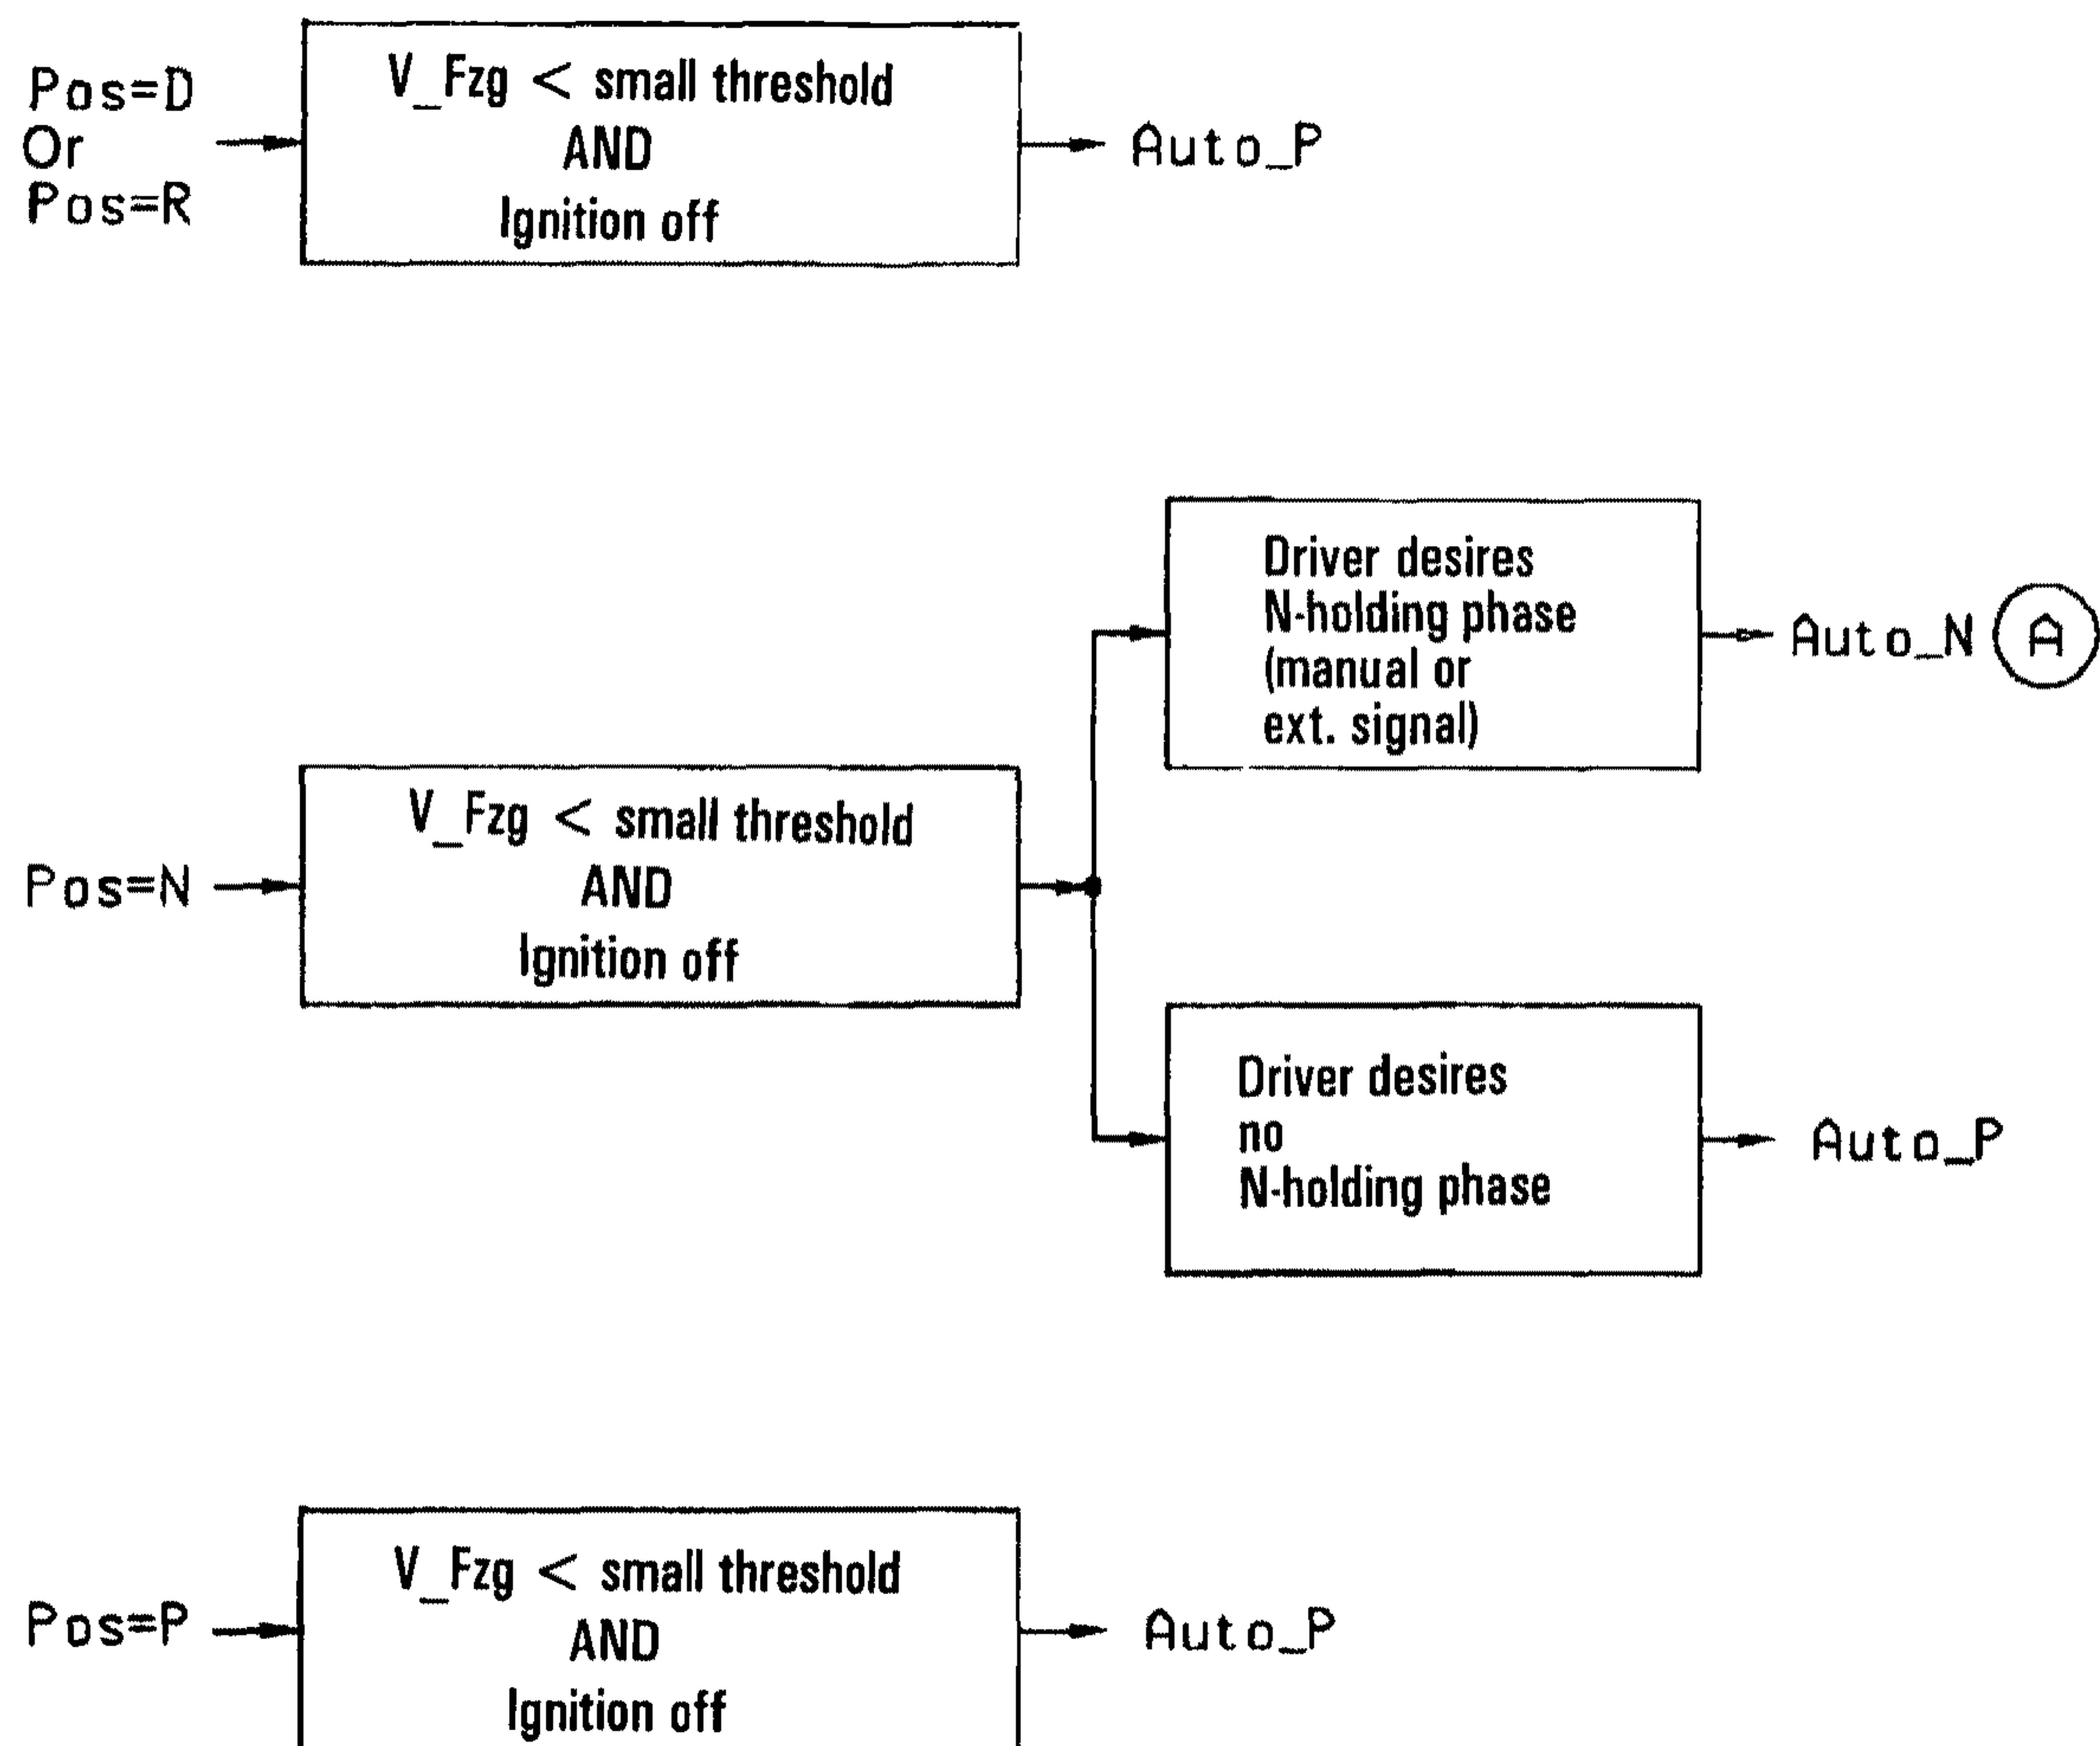 Pos=D
Or
Pos=R
V_Fzg < small threshold
AND
Ignition off
Auto_P
Driver desires
N-holding phase
(manual or
ext. signal)
Auto_N A
Pos=N
V_Fzg < small threshold
AND
Ignition off
Driver desires
no
N-holding phase
Auto_P
Pos=P
V_Fzg < small threshold
AND
Ignition off
Auto_P